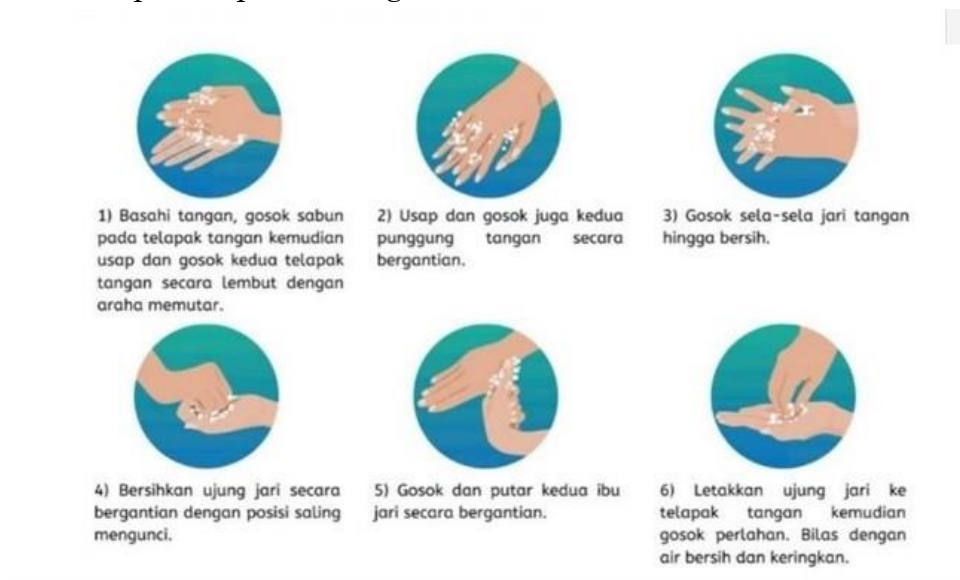 1) Basahi tangan, gosok sabun
pada telapak tangan kemudian
usap dan gosok kedua telapak
tangan secara lembut dengan
araha memutar.
2) Usap dan gosok juga kedua
punggung tangan secara
bergantian.
3) Gosok sela-sela jari tangan
hingga bersih.
4) Bersihkan ujung jari secara
bergantian dengan posisi saling
mengunci.
5) Gosok dan putar kedua ibu
jari secara bergantian.
6) Letakkan ujung jari ke
telapak tangan kemudian
gosok perlahan. Bilas dengan
air bersih dan keringkan.